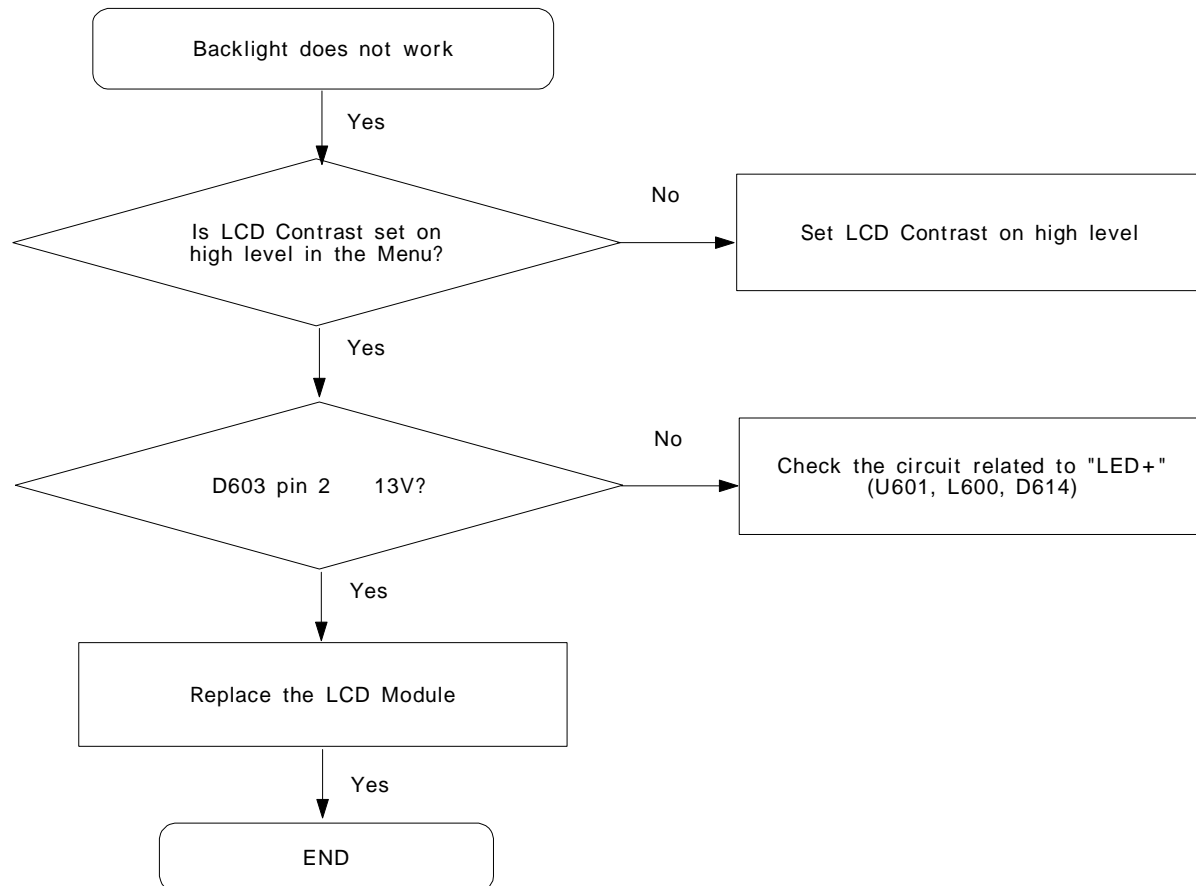 Backlight does not work
Yes
Is LCD Contrast set on
high level in the Menu?
No
Set LCD Contrast on high level
Yes
D603 pin 2 13V?
No
Check the circuit related to "LED+"
(U601, L600, D614)
Yes
Replace the LCD Module
Yes
END